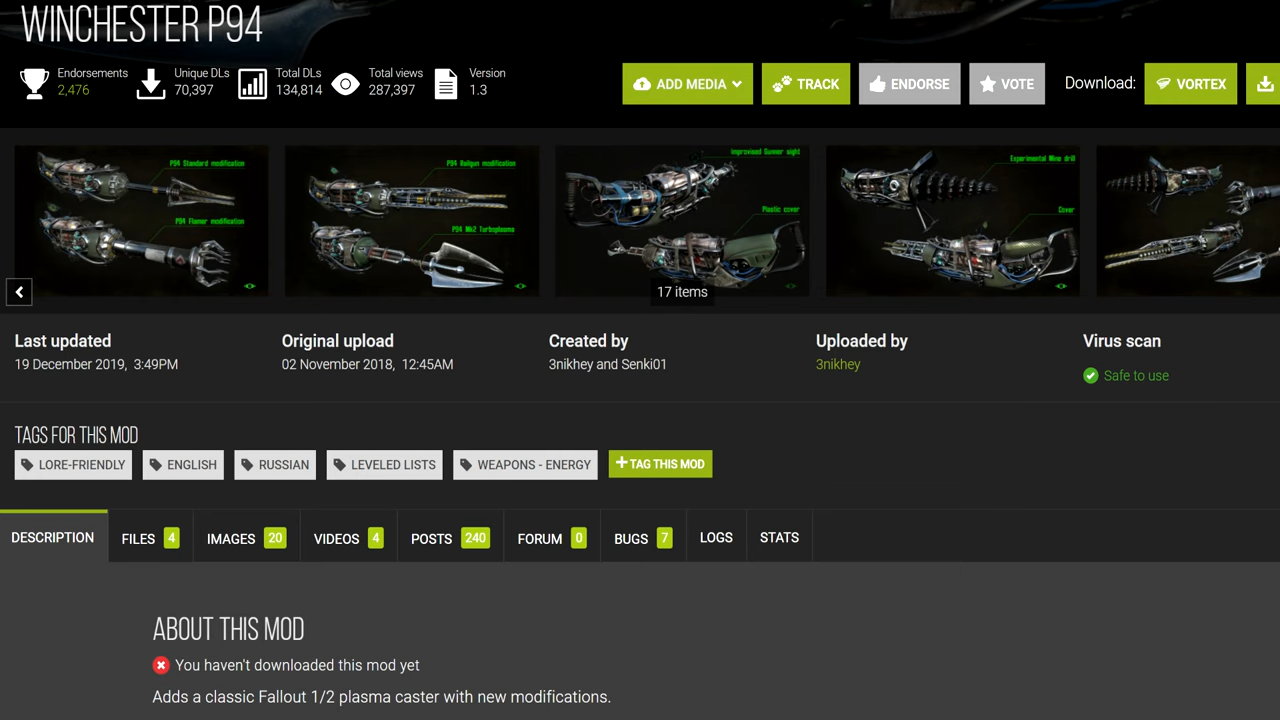 WINCHESTER P94
Endorsements
2,476
Unique DLs
70,397
Total DLs
134,814
Total views
287,397
Version
1.3
ADD MEDIA
TRACK
ENDORSE
VOTE
Download:
VORTEX
P94 Standard modification
P94 Flamer modification
P94 Railgun modification
P94 Mk2 Turboplasma
Improvised Gunner sight
Plastic cover
Experimental Mine drill
Cover
17 items
Last updated
19 December 2019, 3:49PM
Original upload
02 November 2018, 12:45AM
Created by
3nikhey and Senki01
Uploaded by
3nikhey
Virus scan
Safe to use
TAGS FOR THIS MOD
LORE-FRIENDLY
ENGLISH
RUSSIAN
LEVELED LISTS
WEAPONS - ENERGY
TAG THIS MOD
DESCRIPTION
FILES 4
IMAGES 20
VIDEOS 4
POSTS 240
FORUM 0
BUGS 7
LOGS
STATS
ABOUT THIS MOD
You haven't downloaded this mod yet
Adds a classic Fallout 1/2 plasma caster with new modifications.